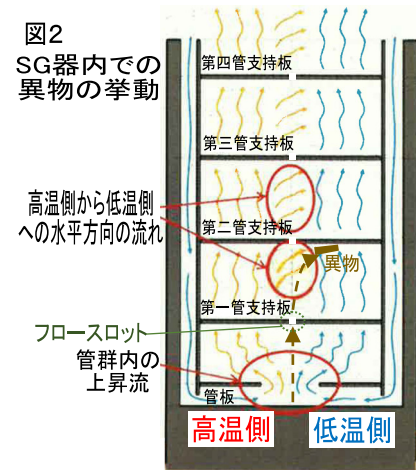 図2
SG器内での
異物の挙動
第四管支持板
第三管支持板
高温側から低温側
への水平方向の流れ
第二管支持板
異物
第一管支持板
フロースロット
管群内の
上昇流
管板
高温側
低温側